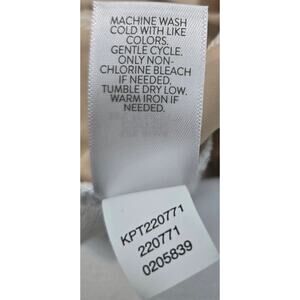 MACHINE WASH
COLD WITH LIKE
COLORS.
GENTLE CYCLE.
ONLY NON-
CHLORINE BLEACH
IF NEEDED.
TUMBLE DRY LOW.
WARM IRON IF
NEEDED.
KPT220771
220771
0205839